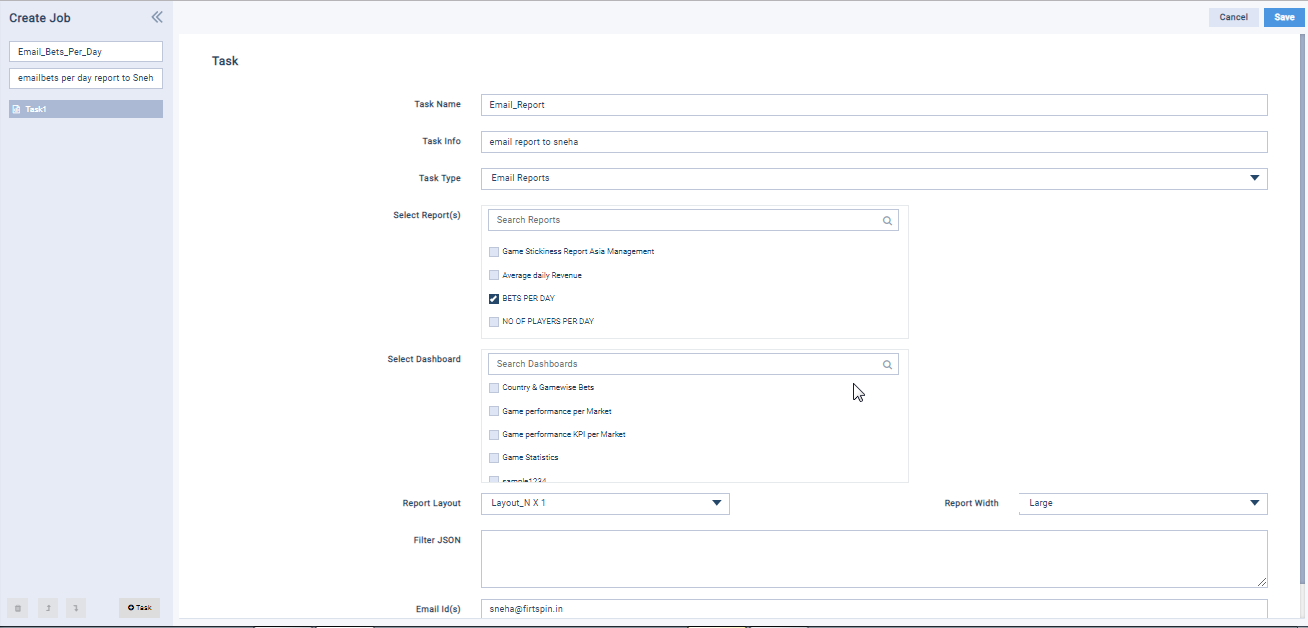 Create Job
Cancel
Save
Email_Bets_Per_Day
emailbets per day report to Sneh
Task1
Task
Task Name
Email_Report
Task Info
email report to sneha
Task Type
Email Reports
Select Report(s)
Search Reports
Game Stickiness Report Asia Management
Average daily Revenue
BETS PER DAY
NO OF PLAYERS PER DAY
Select Dashboard
Search Dashboards
Country & Gamewise Bets
Game performance per Market
Game performance KPI per Market
Game Statistics
sample1234
Report Layout
Layout_N X 1
Report Width
Large
Filter JSON
Email Id(s)
sneha@firtspin.in
Task